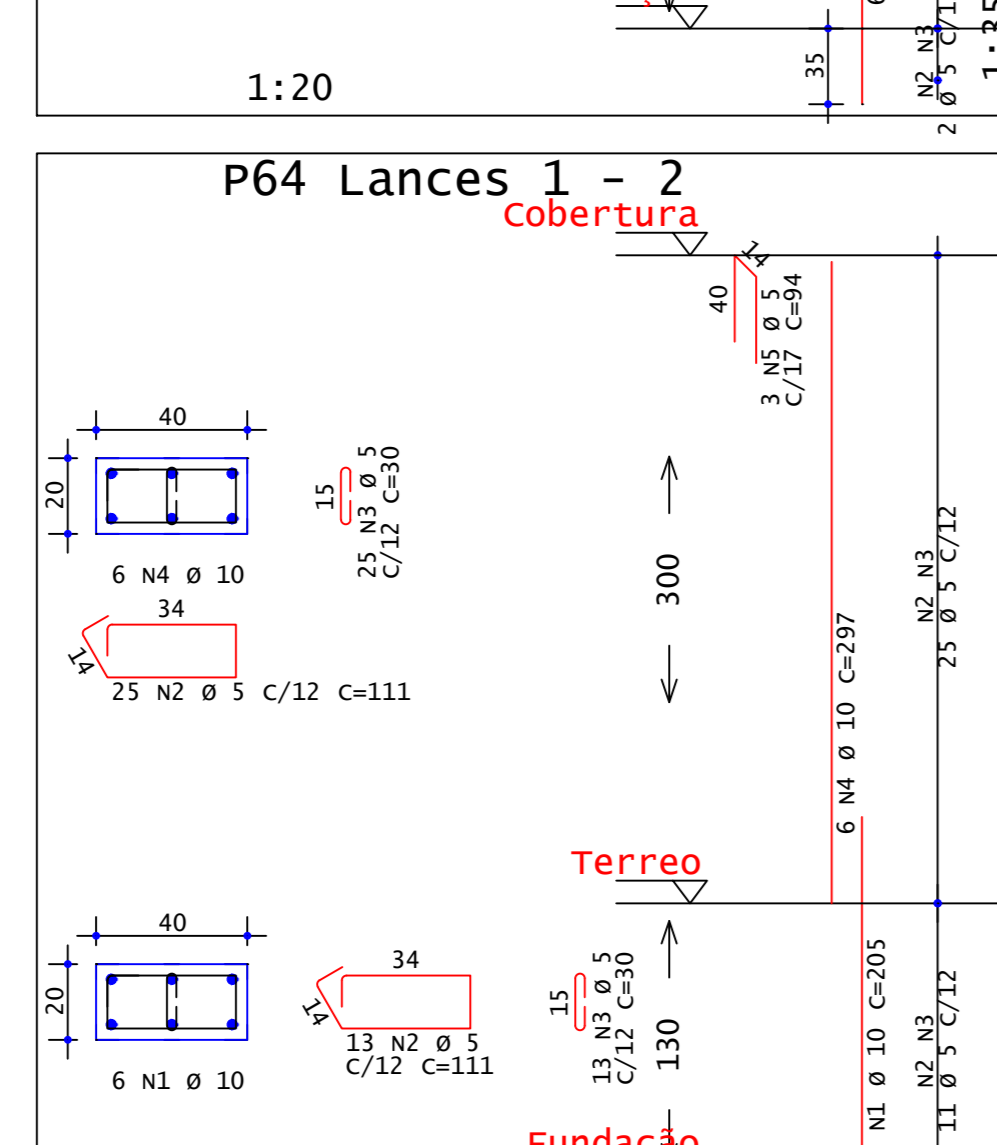 35
N2 N3
1:20
P64 Lances 1 - 2
Cobertura
14
40
3 N5 Ø 5
C/17 C=94
40
20
15
25 N3 Ø 5
C/12 C=30
6 N4 Ø 10
34
14
25 N2 Ø 5 C/12 C=111
300
6 N4 Ø 10 C=297
N2 N3
25 Ø 5 C/12
Terreo
40
20
34
14
13 N2 Ø 5
C/12 C=111
15
13 N3 Ø 5
C/12 C=30
130
N1 Ø 10 C=205
N2 N3
11 Ø 5 C/12
6 N1 Ø 10
Fundação